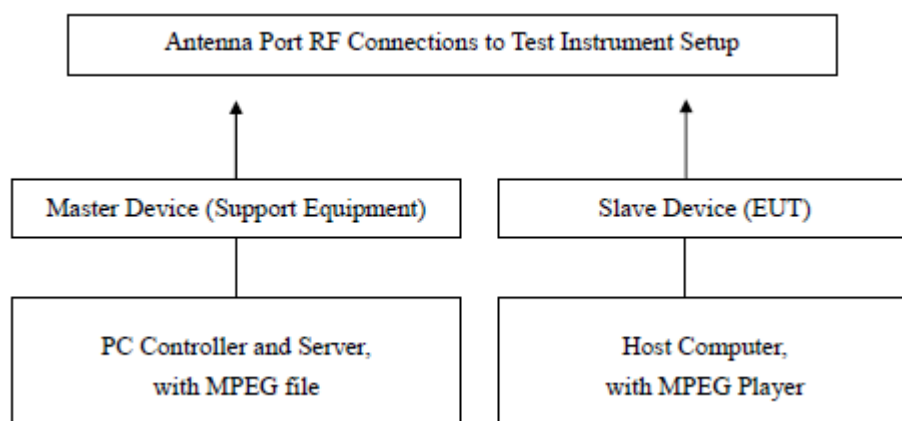 Antenna Port RF Connections to Test Instrument Setup
Master Device (Support Equipment)
Slave Device (EUT)
PC Controller and Server,
with MPEG file
Host Computer,
with MPEG Player